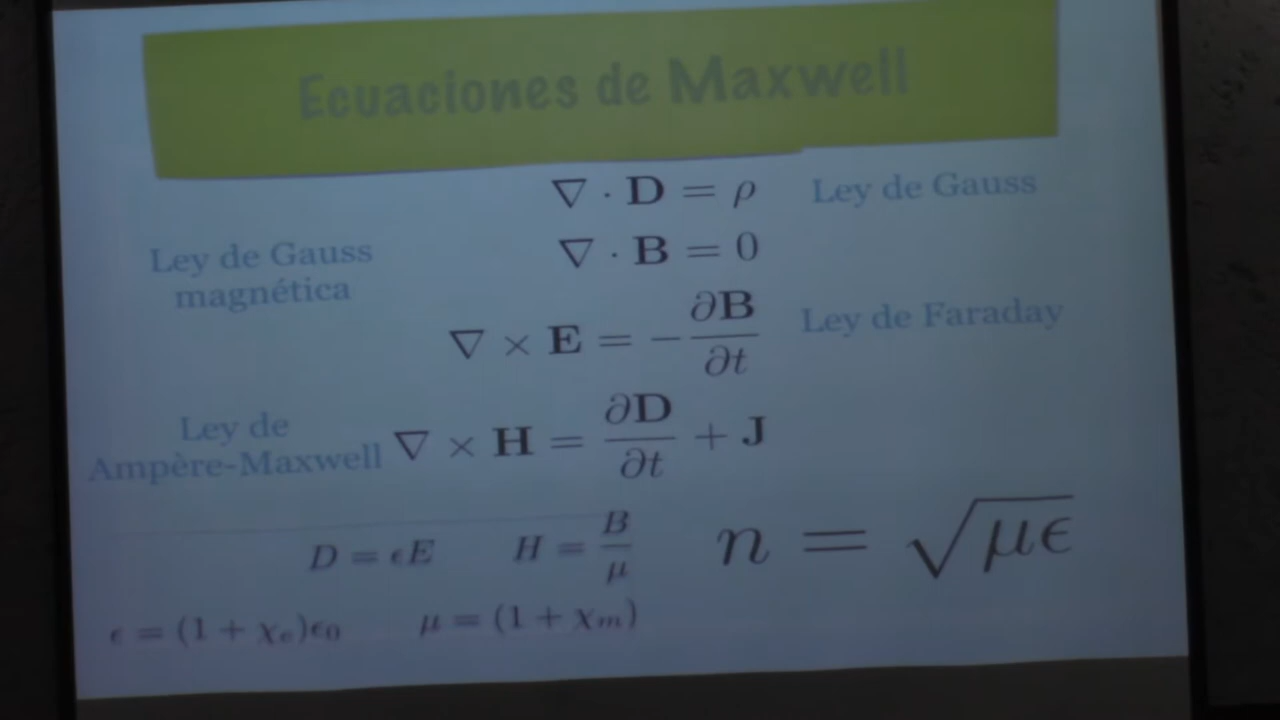 Ecuaciones de Maxwell
∇ · D = ρ Ley de Gauss
Ley de Gauss
magnética
∇ · B = 0
∇ × E = −∂B/∂t Ley de Faraday
Ley de
Ampère-Maxwell
∇ × H = ∂D/∂t + J
D = ϵE H = B/μ n = √μϵ
ϵ = (1 + χₑ)ϵ₀ μ = (1 + χₘ)